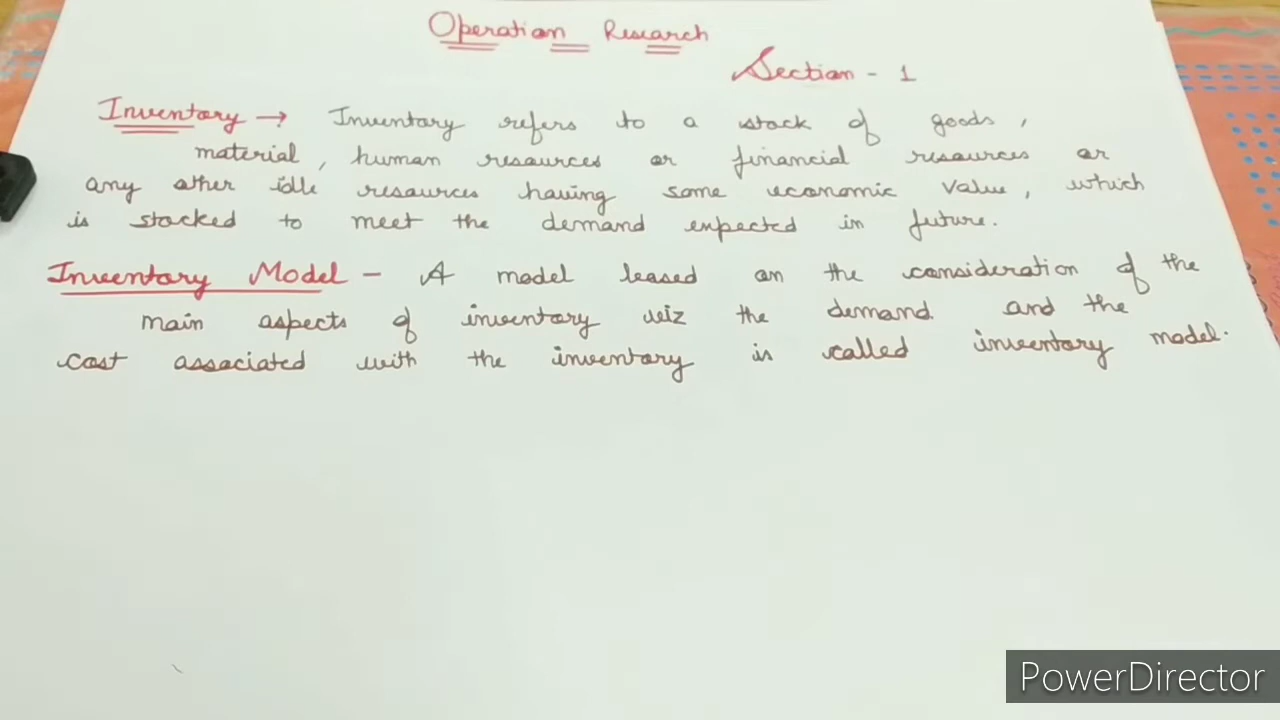 Operation Research
Section - 1
Inventory → Inventory refers to a stock of goods,
material, human resources or financial resources or
any other idle resources having some economic value, which
is stocked to meet the demand expected in future.
Inventory Model - A model based on the consideration of the
main aspects of inventory viz the demand and the
cost associated with the inventory is called inventory model.
PowerDirector